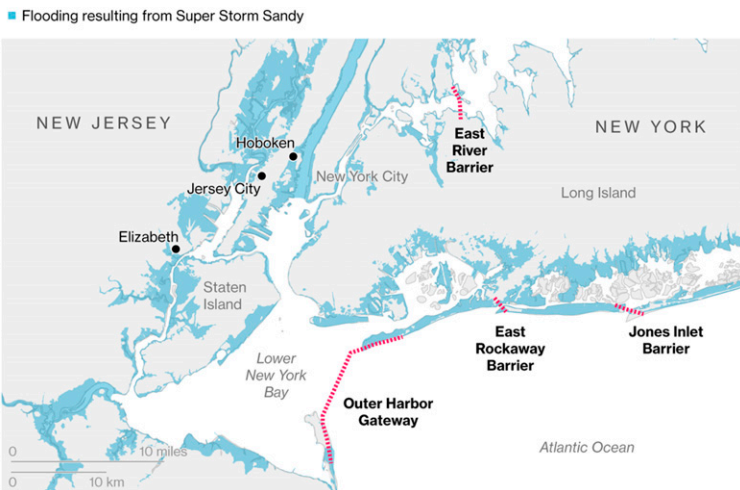 Flooding resulting from Super Storm Sandy
NEW JERSEY
NEW YORK
East
River
Barrier
Hoboken
New York City
Jersey City
Long Island
Elizabeth
Staten
Island
East
Rockaway
Barrier
Jones Inlet
Barrier
Lower
New York
Bay
Outer Harbor
Gateway
Atlantic Ocean
0 10 miles
0 10 km